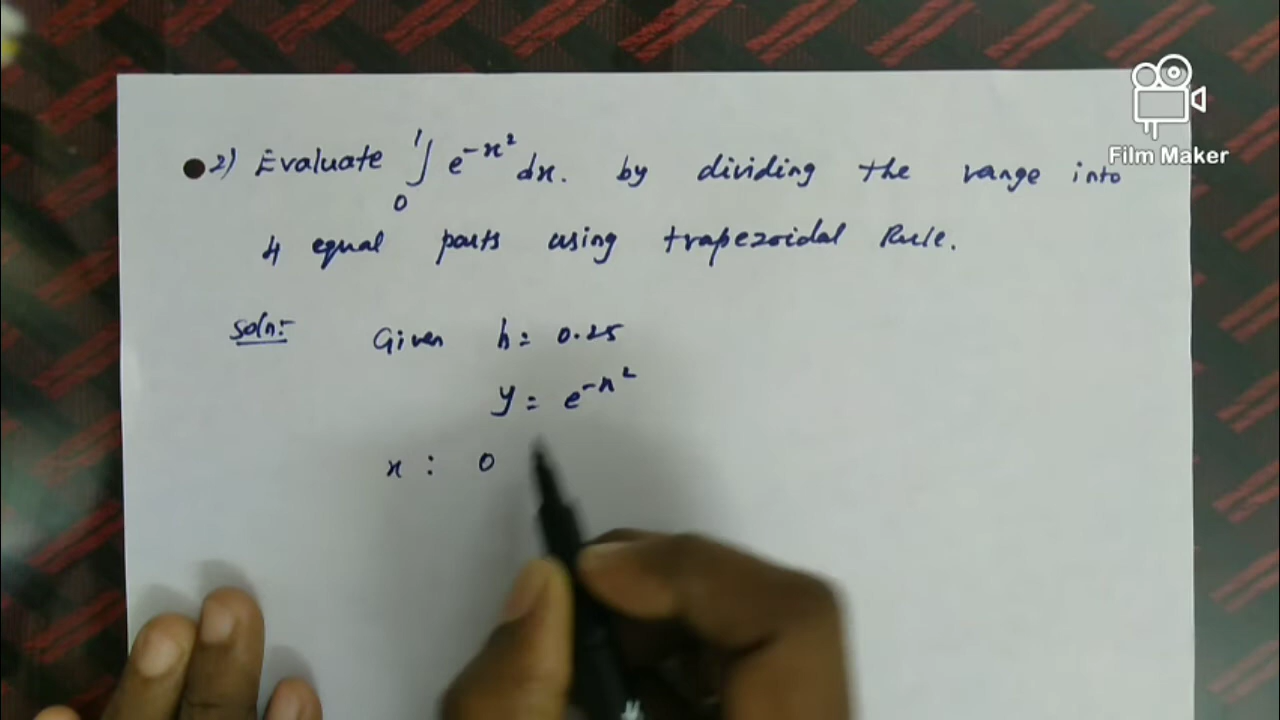 2) Evaluate ∫₀¹ e^{-x²} dx. by dividing the range into
4 equal parts using trapezoidal Rule.
Soln:- Given h = 0.25
y = e^{-x²}
x : 0
Film Maker